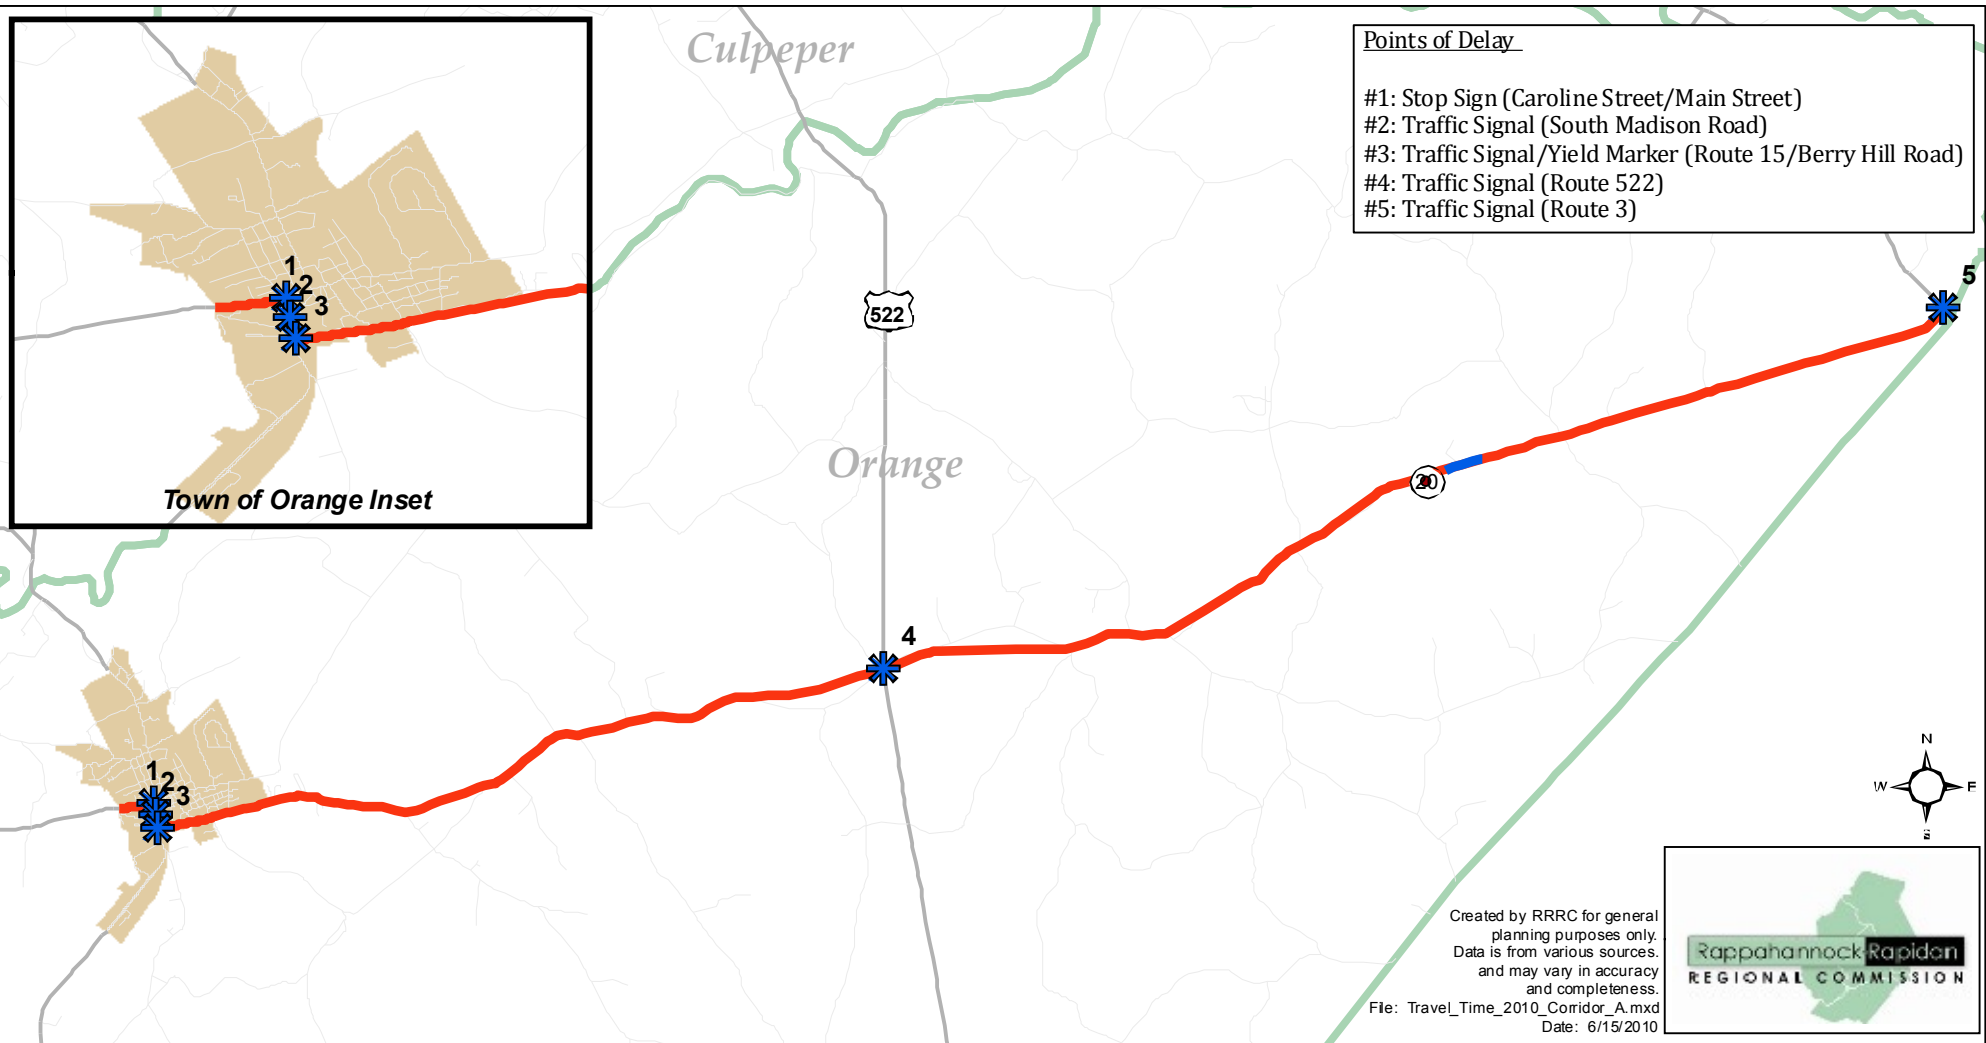 Culpeper
Points of Delay
#1: Stop Sign (Caroline Street/Main Street)
#2: Traffic Signal (South Madison Road)
#3: Traffic Signal/Yield Marker (Route 15/Berry Hill Road)
#4: Traffic Signal (Route 522)
#5: Traffic Signal (Route 3)
1
2
3
Town of Orange Inset
522
5
Orange
20
4
1
2
3
N
W
E
S
Created by RRRC for general
planning purposes only.
Data is from various sources.
and may vary in accuracy
and completeness.
File: Travel_Time_2010_Corridor_A.mxd
Date: 6/15/2010
Rappahannock Rapidan
REGIONAL COMMISSION